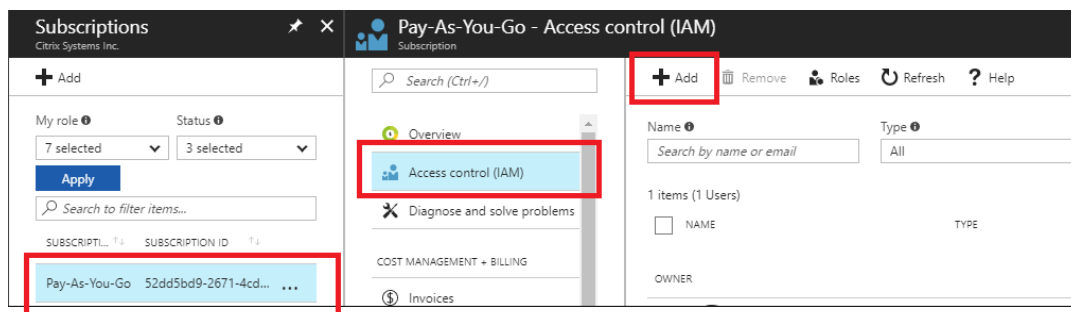 Subscriptions
Citrix Systems Inc.
Add
My role
Status
7 selected
3 selected
Apply
Search to filter items...
SUBSCRIPTI...
SUBSCRIPTION ID
Pay-As-You-Go 52dd5bd9-2671-4cd... ...
Pay-As-You-Go - Access control (IAM)
Subscription
Search (Ctrl+/)
Overview
Access control (IAM)
Diagnose and solve problems
COST MANAGEMENT + BILLING
Invoices
Add Remove Roles Refresh ? Help
Name
Type
Search by name or email
All
1 items (1 Users)
NAME
TYPE
OWNER